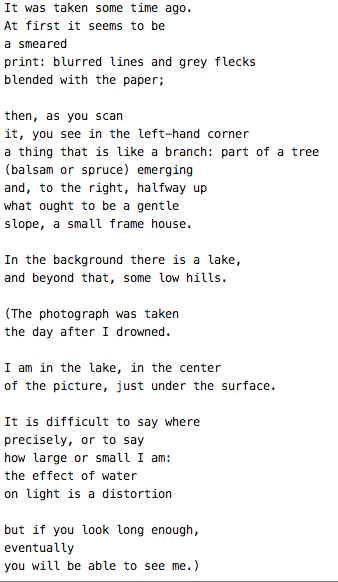 It was taken some time ago.
At first it seems to be
a smeared
print: blurred lines and grey flecks
blended with the paper;

then, as you scan
it, you see in the left-hand corner
a thing that is like a branch: part of a tree
(balsam or spruce) emerging
and, to the right, halfway up
what ought to be a gentle
slope, a small frame house.

In the background there is a lake,
and beyond that, some low hills.

(The photograph was taken
the day after I drowned.

I am in the lake, in the center
of the picture, just under the surface.

It is difficult to say where
precisely, or to say
how large or small I am:
the effect of water
on light is a distortion

but if you look long enough,
eventually
you will be able to see me.)